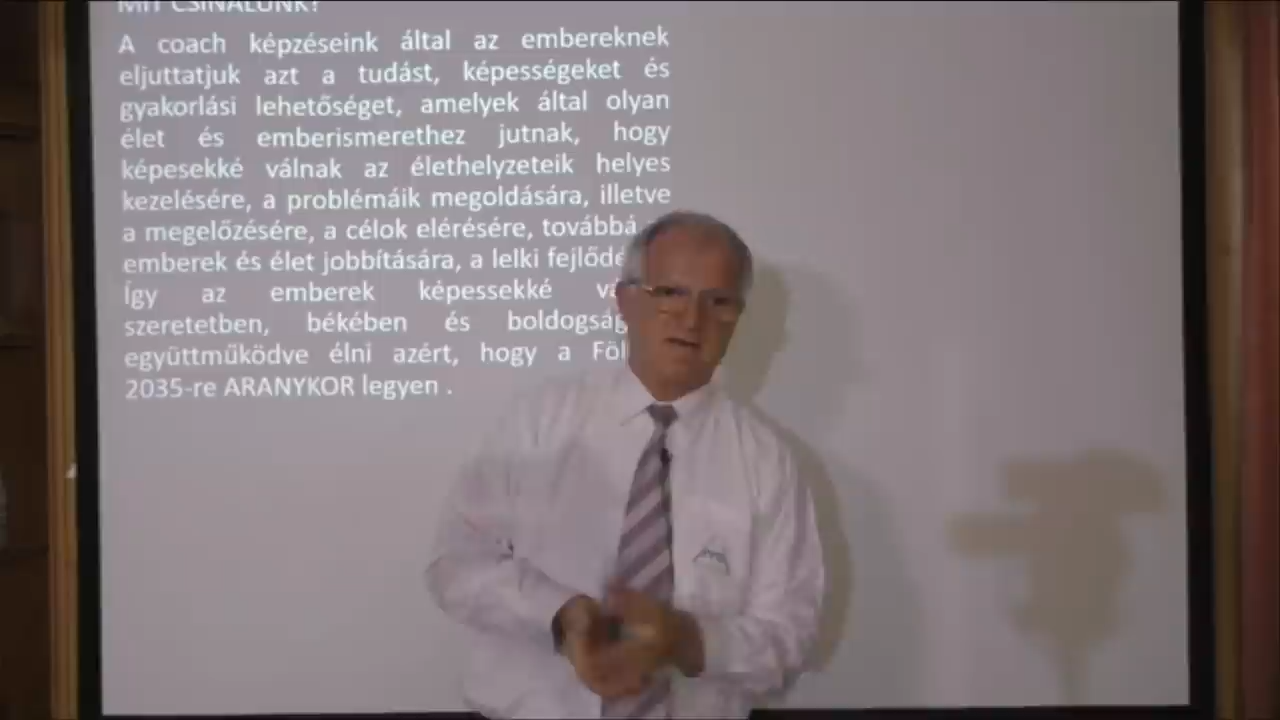 MIT CSINÁLUNK?
A coach képzéseink által az embereknek
eljuttatjuk azt a tudást, képességeket és
gyakorlási lehetőséget, amelyek által olyan
élet és emberismerethez jutnak, hogy
képesekké válnak az élethelyzeteik helyes
kezelésére, a problémáik megoldására, illetve
a megelőzésére, a célok elérésére, továbbá
emberek és élet jobbítására, a lelki
Így az emberek képessekké
szeretetben, békében és
együttműködve élni azért, hogy a
2035-re ARANYKOR legyen .